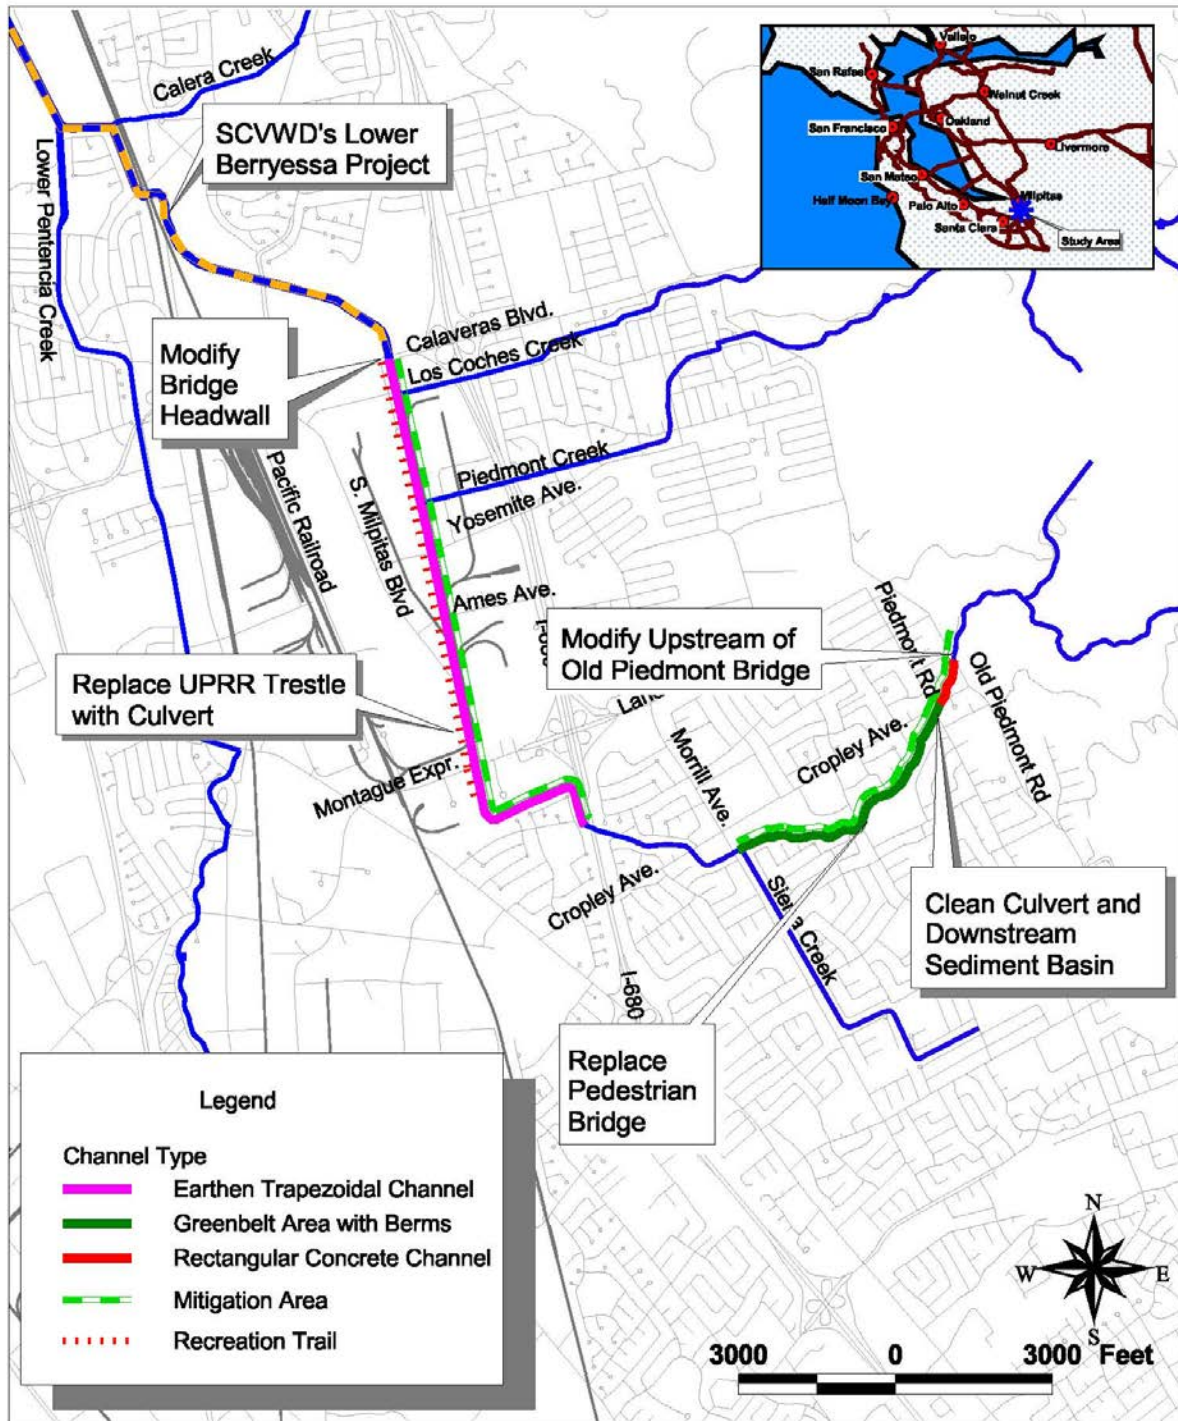 Calera Creek
SCVWD's Lower
Berryessa Project
Lower Pentencia Creek
Vallejo
San Rafael
Walnut Creek
Oakland
San Francisco
Livermore
San Mateo
Milpitas
Half Moon Bay
Palo Alto
Santa Clara
Study Area
Modify
Bridge
Headwall
Calaveras Blvd.
Los Coches Creek
Pacific Railroad
S. Milpitas Blvd
Piedmont Creek
Yosemite Ave.
Ames Ave.
Modify Upstream of
Old Piedmont Bridge
Piedmont Rd
Old Piedmont Rd
Replace UPRR Trestle
with Culvert
Montague Expr.
Morrill Ave.
Cropley Ave.
Cropley Ave.
Sierra Creek
I-680
Clean Culvert and
Downstream
Sediment Basin
Replace
Pedestrian
Bridge
Legend
Channel Type
Earthen Trapezoidal Channel
Greenbelt Area with Berms
Rectangular Concrete Channel
Mitigation Area
Recreation Trail
N
W
E
S
3000 0 3000 Feet